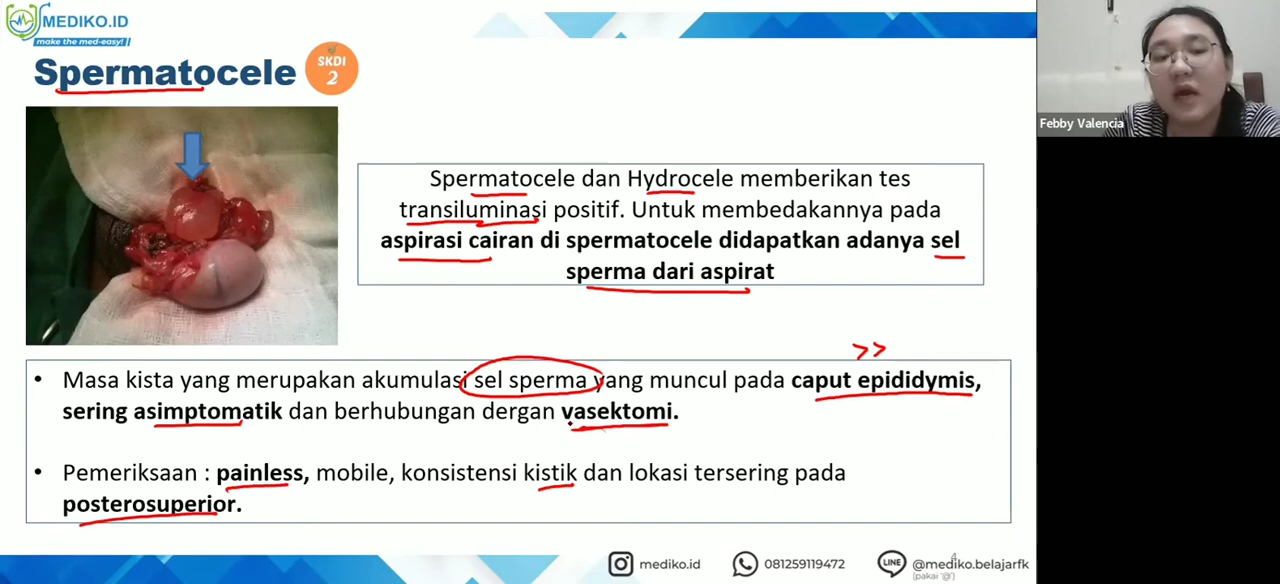 MEDIKO.ID
make the med-easy!
Spermatocele
SKDI
2
Febby Valencia
Spermatocele dan Hydrocele memberikan tes
transiluminasi positif. Untuk membedakannya pada
aspirasi cairan di spermatocele didapatkan adanya sel
sperma dari aspirat
>>
• Masa kista yang merupakan akumulasi sel sperma yang muncul pada caput epididymis,
sering asimptomatik dan berhubungan dergan vasektomi.
• Pemeriksaan : painless, mobile, konsistensi kistik dan lokasi tersering pada
posterosuperior.
mediko.id
081259119472
LINE
@mediko.belajarfk
(pakai '@')